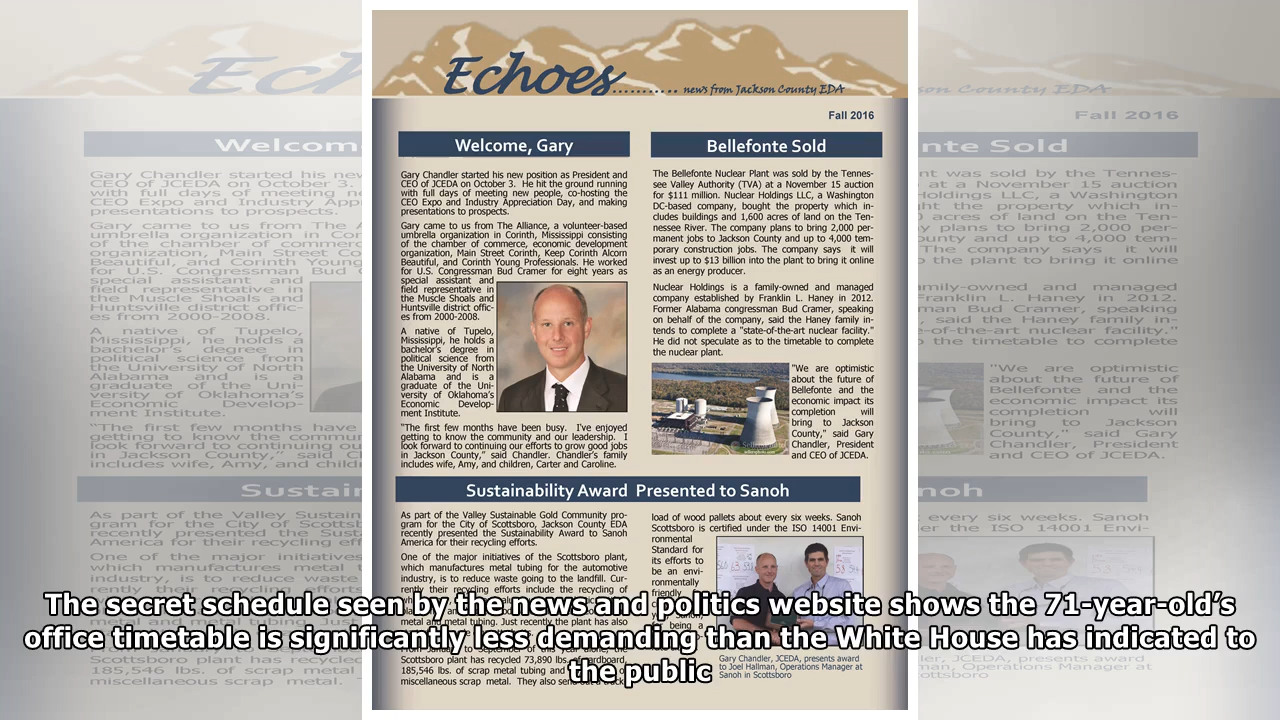 Echoes.......... news from Jackson County EDA
Fall 2016
Welcome, Gary
Gary Chandler started his new position as President and
CEO of JCEDA on October 3. He hit the ground running
with full days of meeting new people, co-hosting the
CEO Expo and Industry Appreciation Day, and making
presentations to prospects.
Gary came to us from The Alliance, a volunteer-based
umbrella organization in Corinth, Mississippi consisting
of the chamber of commerce, economic development
organization, Main Street Corinth, Keep Corinth Alcorn
Beautiful, and Corinth Young Professionals. He worked
for U.S. Congressman Bud Cramer for eight years as
special assistant and
field representative in
the Muscle Shoals and
Huntsville district offic-
es from 2000-2008.
A native of Tupelo,
Mississippi, he holds a
bachelor's degree in
political science from
the University of North
Alabama and is a
graduate of the Uni-
versity of Oklahoma's
Economic Develop-
ment Institute.
"The first few months have been busy. I've enjoyed
getting to know the community and our leadership. I
look forward to continuing our efforts to grow good jobs
in Jackson County," said Chandler. Chandler's family
includes wife, Amy, and children, Carter and Caroline.
Bellefonte Sold
The Bellefonte Nuclear Plant was sold by the Tennes-
see Valley Authority (TVA) at a November 15 auction
for $111 million. Nuclear Holdings LLC, a Washington
DC-based company, bought the property which in-
cludes buildings and 1,600 acres of land on the Ten-
nessee River. The company plans to bring 2,000 per-
manent jobs to Jackson County and up to 4,000 tem-
porary construction jobs. The company says it will
invest up to $13 billion into the plant to bring it online
as an energy producer.
Nuclear Holdings is a family-owned and managed
company established by Franklin L. Haney in 2012.
Former Alabama congressman Bud Cramer, speaking
on behalf of the company, said the Haney family in-
tends to complete a "state-of-the-art nuclear facility."
He did not speculate as to the timetable to complete
the nuclear plant.
"We are optimistic
about the future of
Bellefonte and the
economic impact its
completion will
bring to Jackson
County," said Gary
Chandler, President
and CEO of JCEDA.
Sustainability Award Presented to Sanoh
As part of the Valley Sustainable Gold Community pro-
gram for the City of Scottsboro, Jackson County EDA
recently presented the Sustainability Award to Sanoh
America for their recycling efforts.
One of the major initiatives of the Scottsboro plant,
which manufactures metal tubing for the automotive
industry, is to reduce waste going to the landfill. Cur-
rently their recycling efforts include the recycling of
metal and metal tubing. Just recently the plant has also
Scottsboro plant has recycled 73,890 lbs. cardboard,
185,546 lbs. of scrap metal tubing and
miscellaneous scrap metal. They also send out a truck-
load of wood pallets about every six weeks. Sanoh
Scottsboro is certified under the ISO 14001 Envi-
ronmental
Standard for
its efforts to
be an envi-
ronmentally
friendly
Gary Chandler, JCEDA, presents award
to Joel Hallman, Operations Manager at
Sanoh in Scottsboro
The secret schedule seen by the news and politics website shows the 71-year-old's
office timetable is significantly less demanding than the White House has indicated to
the public